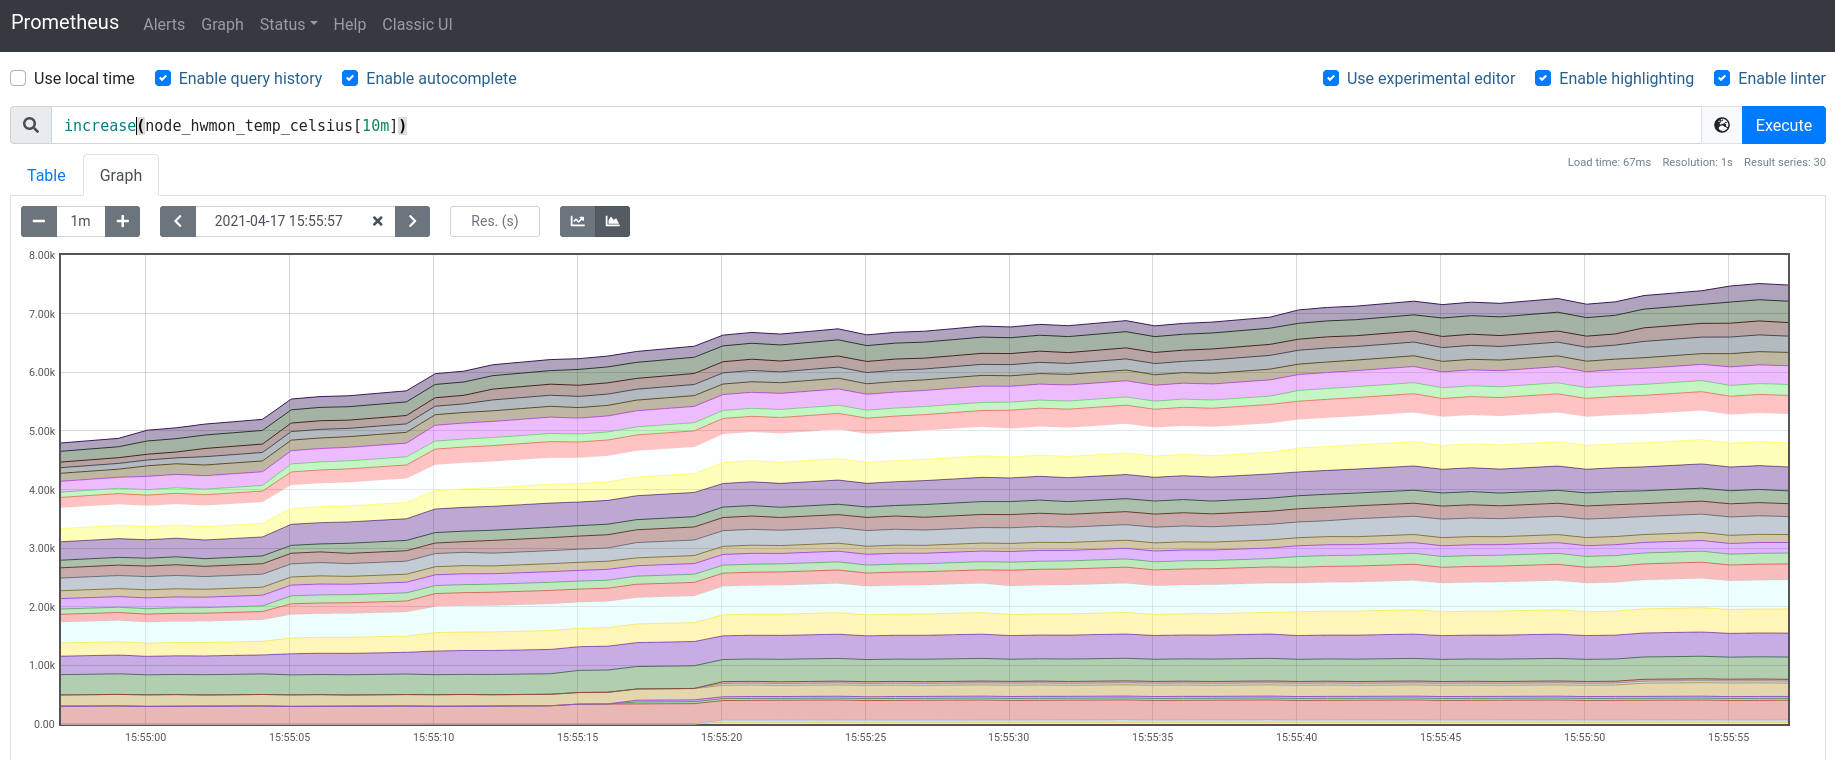 Prometheus Alerts Graph Status Help Classic UI
Use local time Enable query history Enable autocomplete Use experimental editor Enable highlighting Enable linter
increase(node_hwmon_temp_celsius[10m]) Execute
Load time: 67ms Resolution: 1s Result series: 30
Table Graph
1m 2021-04-17 15:55:57 Res. (s)
8.00k
7.00k
6.00k
5.00k
4.00k
3.00k
2.00k
1.00k
0.00
15:55:00 15:55:05 15:55:10 15:55:15 15:55:20 15:55:25 15:55:30 15:55:35 15:55:40 15:55:45 15:55:50 15:55:55